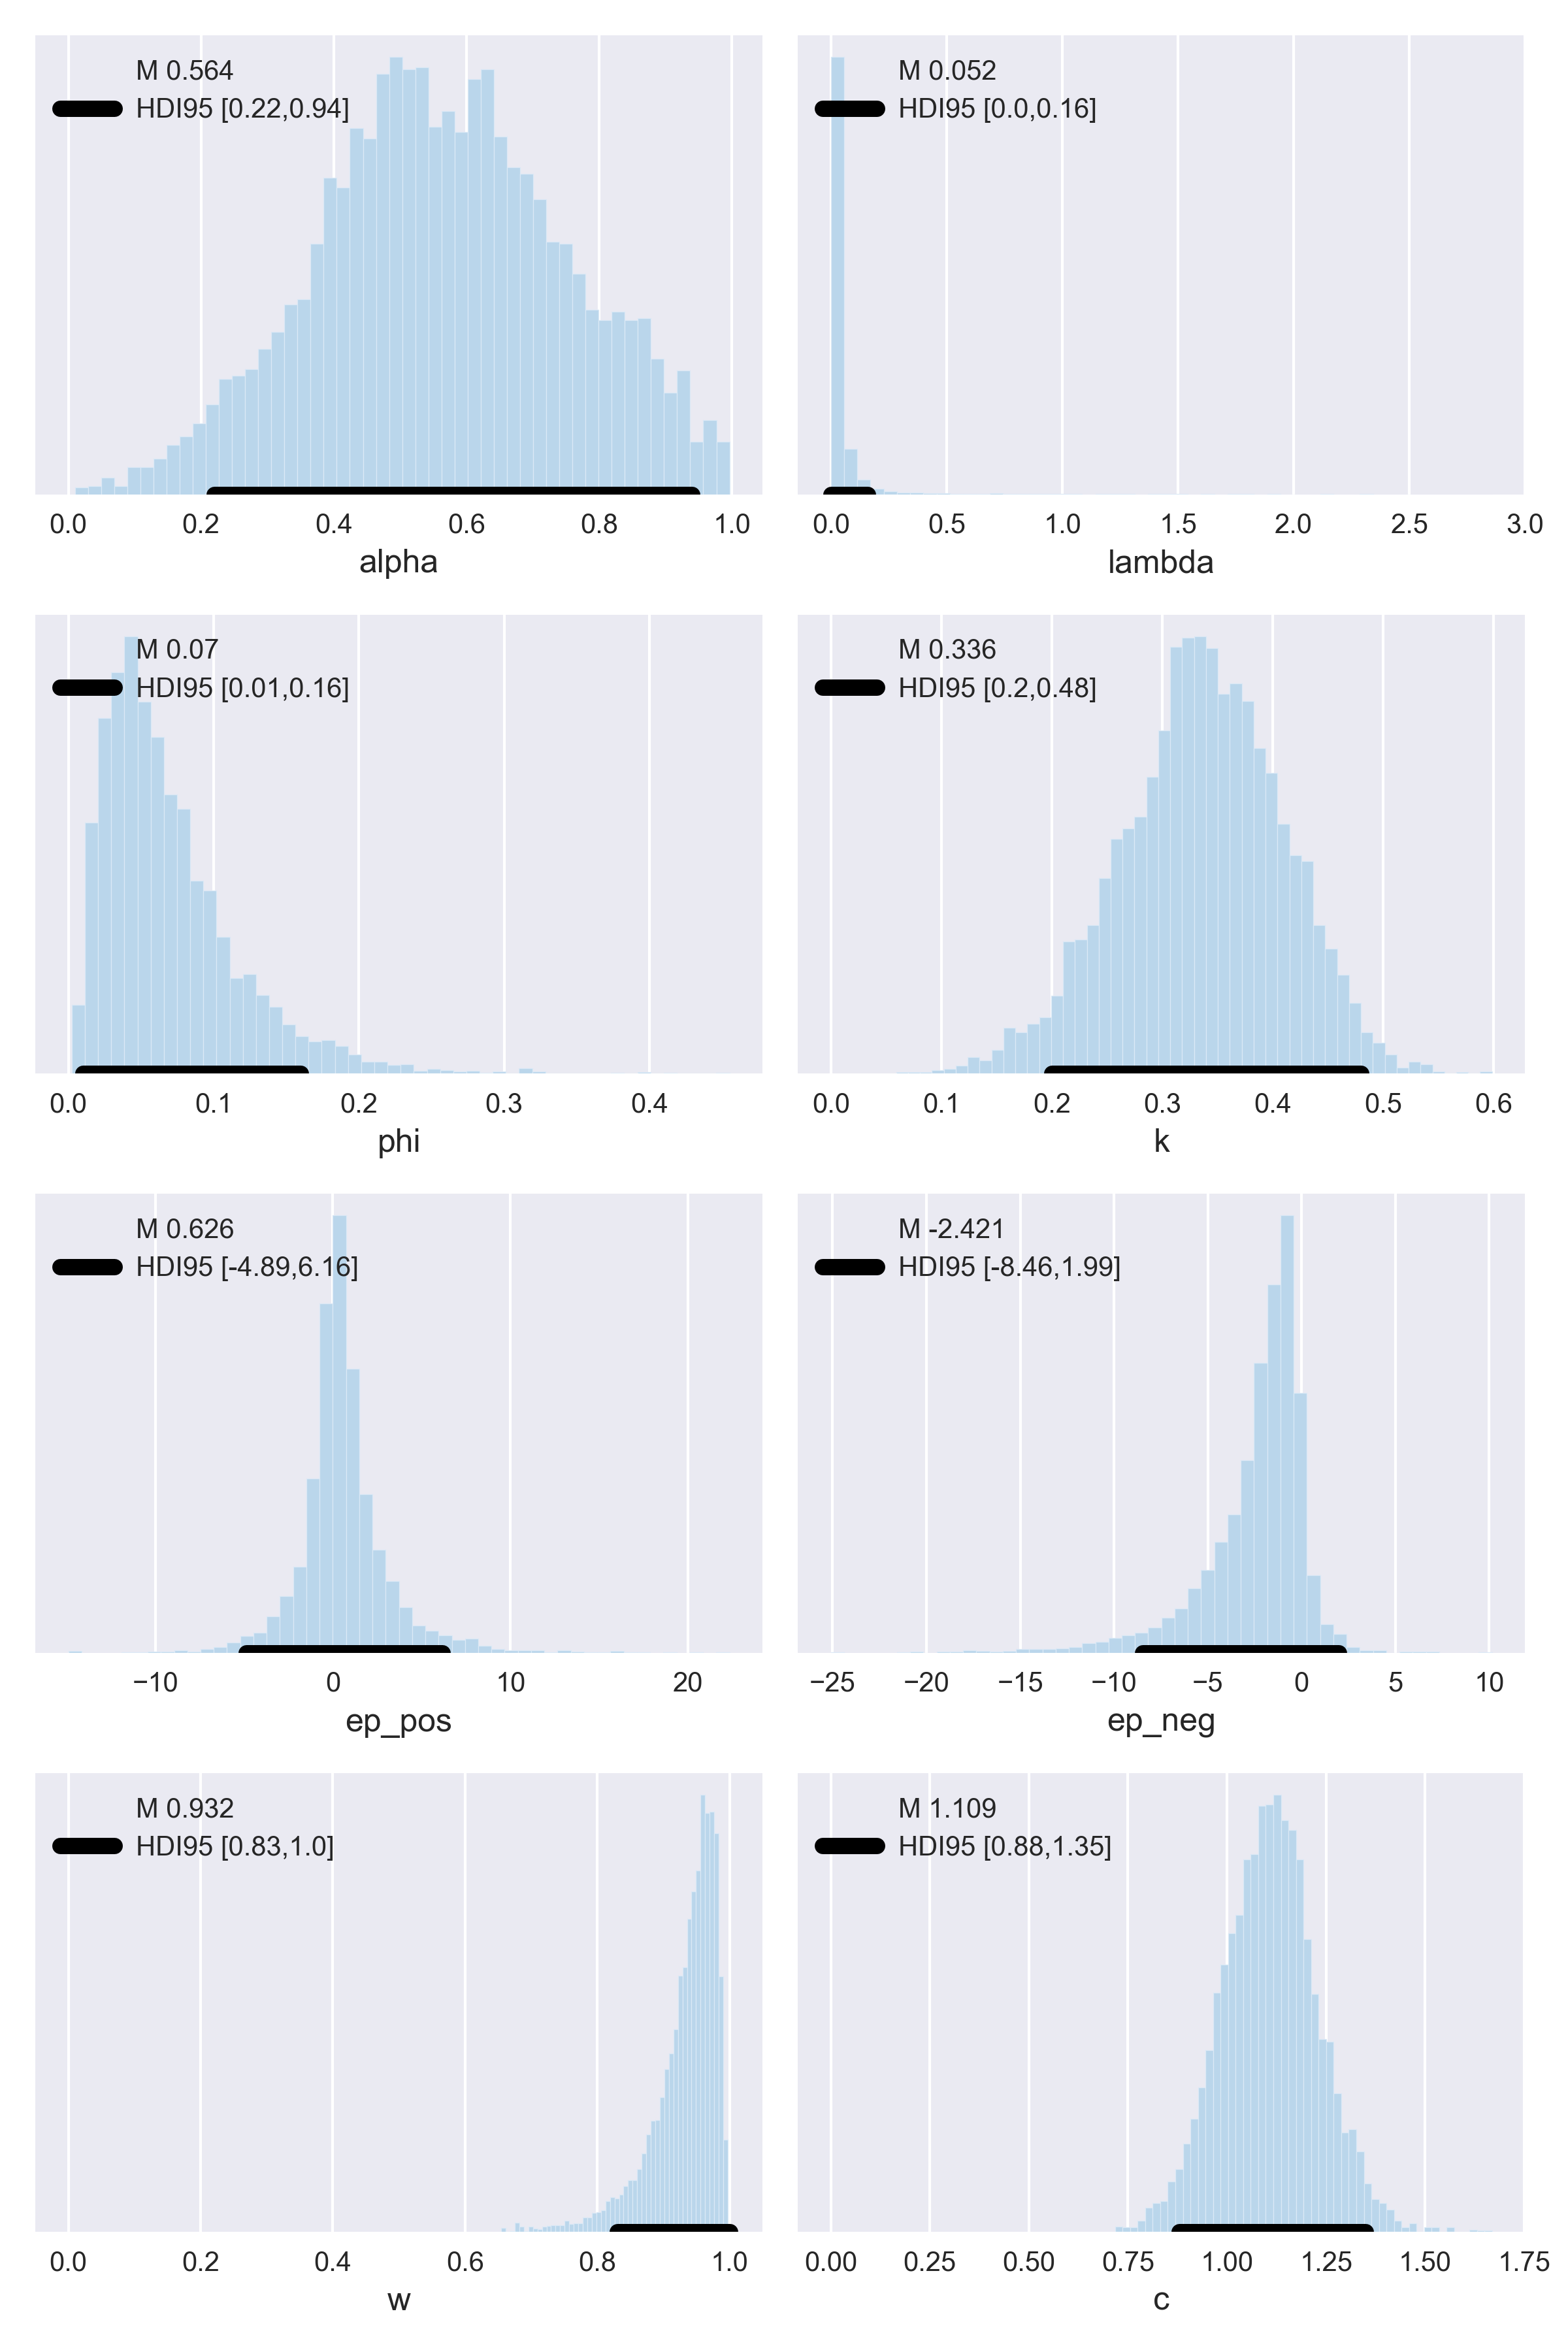 M 0.564
HDI95 [0.22,0.94]
0.0 0.2 0.4 0.6 0.8 1.0
alpha
M 0.052
HDI95 [0.0,0.16]
0.0 0.5 1.0 1.5 2.0 2.5 3.0
lambda
M 0.07
HDI95 [0.01,0.16]
0.0 0.1 0.2 0.3 0.4
phi
M 0.336
HDI95 [0.2,0.48]
0.0 0.1 0.2 0.3 0.4 0.5 0.6
k
M 0.626
HDI95 [-4.89,6.16]
−10 0 10 20
ep_pos
M -2.421
HDI95 [-8.46,1.99]
−25 −20 −15 −10 −5 0 5 10
ep_neg
M 0.932
HDI95 [0.83,1.0]
0.0 0.2 0.4 0.6 0.8 1.0
w
M 1.109
HDI95 [0.88,1.35]
0.00 0.25 0.50 0.75 1.00 1.25 1.50 1.75
c